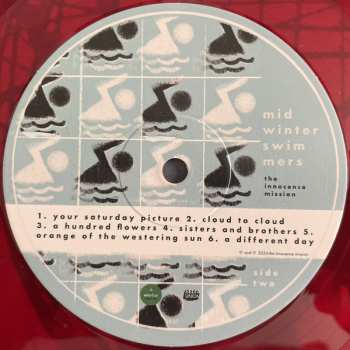 mid
winter
swim
mers
the
innocence
mission
1. your saturday picture 2. cloud to cloud
3. a hundred flowers 4. sisters and brothers 5.
orange of the westering sun 6. a different day
side
two